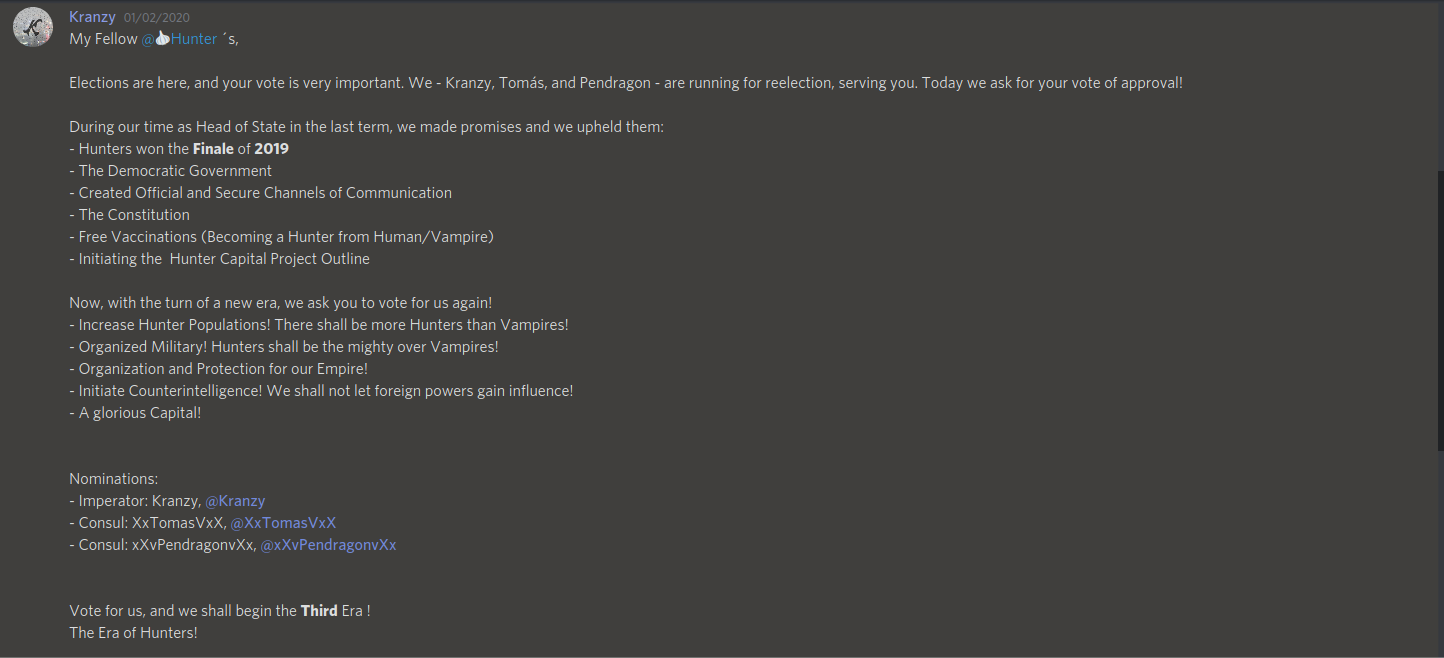 Kranzy 01/02/2020
My Fellow @👍Hunter ´s,
Elections are here, and your vote is very important. We - Kranzy, Tomás, and Pendragon - are running for reelection, serving you. Today we ask for your vote of approval!
During our time as Head of State in the last term, we made promises and we upheld them:
- Hunters won the Finale of 2019
- The Democratic Government
- Created Official and Secure Channels of Communication
- The Constitution
- Free Vaccinations (Becoming a Hunter from Human/Vampire)
- Initiating the  Hunter Capital Project Outline
Now, with the turn of a new era, we ask you to vote for us again!
- Increase Hunter Populations! There shall be more Hunters than Vampires!
- Organized Military! Hunters shall be the mighty over Vampires!
- Organization and Protection for our Empire!
- Initiate Counterintelligence! We shall not let foreign powers gain influence!
- A glorious Capital!
Nominations:
- Imperator: Kranzy, @Kranzy
- Consul: XxTomasVxX, @XxTomasVxX
- Consul: xXvPendragonvXx, @xXvPendragonvXx
Vote for us, and we shall begin the Third Era !
The Era of Hunters!